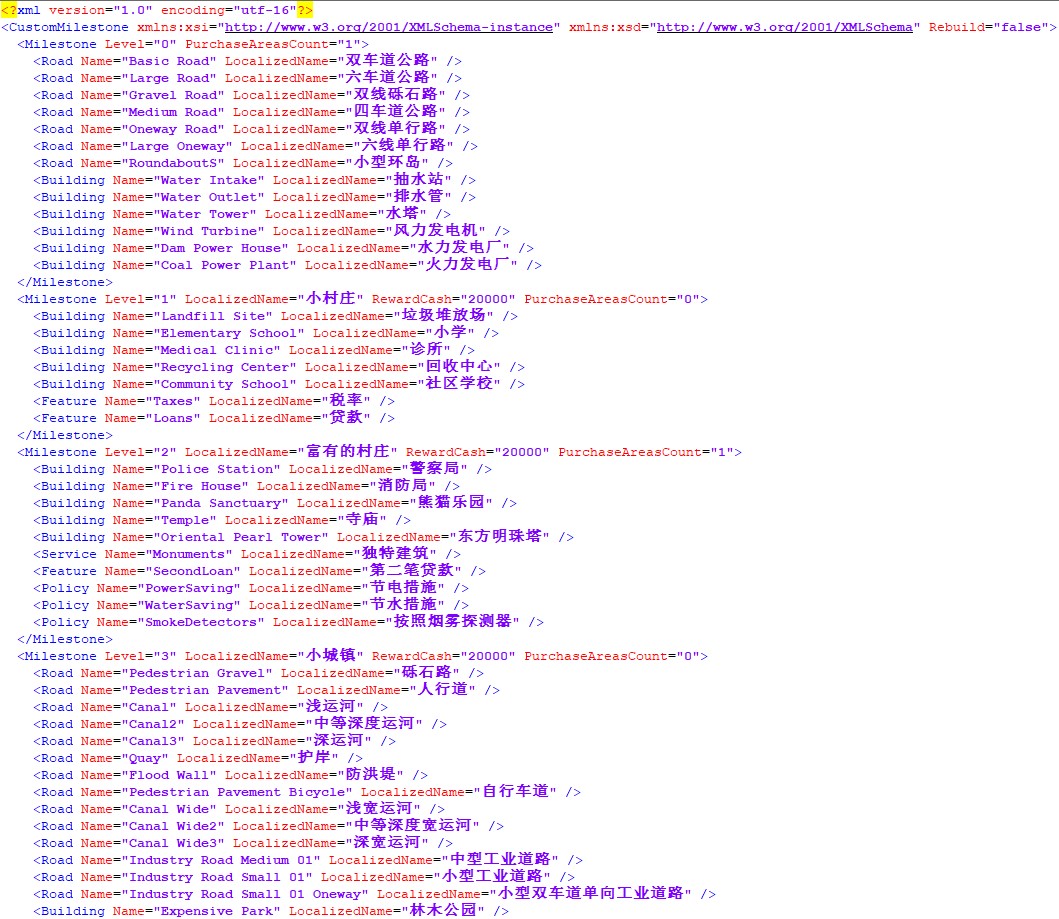 <?xml version="1.0" encoding="utf-16"?>
<CustomMilestone xmlns:xsi="http://www.w3.org/2001/XMLSchema-instance" xmlns:xsd="http://www.w3.org/2001/XMLSchema" Rebuild="false">
<Milestone Level="0" PurchaseAreasCount="1">
<Road Name="Basic Road" LocalizedName="双车道公路" />
<Road Name="Large Road" LocalizedName="六车道公路" />
<Road Name="Gravel Road" LocalizedName="双线砾石路" />
<Road Name="Medium Road" LocalizedName="四车道公路" />
<Road Name="Oneway Road" LocalizedName="双线单行路" />
<Road Name="Large Oneway" LocalizedName="六线单行路" />
<Road Name="RoundaboutS" LocalizedName="小型环岛" />
<Building Name="Water Intake" LocalizedName="抽水站" />
<Building Name="Water Outlet" LocalizedName="排水管" />
<Building Name="Water Tower" LocalizedName="水塔" />
<Building Name="Wind Turbine" LocalizedName="风力发电机" />
<Building Name="Dam Power House" LocalizedName="水力发电厂" />
<Building Name="Coal Power Plant" LocalizedName="火力发电厂" />
</Milestone>
<Milestone Level="1" LocalizedName="小村庄" RewardCash="20000" PurchaseAreasCount="0">
<Building Name="Landfill Site" LocalizedName="垃圾堆放场" />
<Building Name="Elementary School" LocalizedName="小学" />
<Building Name="Medical Clinic" LocalizedName="诊所" />
<Building Name="Recycling Center" LocalizedName="回收中心" />
<Building Name="Community School" LocalizedName="社区学校" />
<Feature Name="Taxes" LocalizedName="税率" />
<Feature Name="Loans" LocalizedName="贷款" />
</Milestone>
<Milestone Level="2" LocalizedName="富有的村庄" RewardCash="20000" PurchaseAreasCount="1">
<Building Name="Police Station" LocalizedName="警察局" />
<Building Name="Fire House" LocalizedName="消防局" />
<Building Name="Panda Sanctuary" LocalizedName="熊猫乐园" />
<Building Name="Temple" LocalizedName="寺庙" />
<Building Name="Oriental Pearl Tower" LocalizedName="东方明珠塔" />
<Service Name="Monuments" LocalizedName="独特建筑" />
<Feature Name="SecondLoan" LocalizedName="第二笔贷款" />
<Policy Name="PowerSaving" LocalizedName="节电措施" />
<Policy Name="WaterSaving" LocalizedName="节水措施" />
<Policy Name="SmokeDetectors" LocalizedName="按照烟雾探测器" />
</Milestone>
<Milestone Level="3" LocalizedName="小城镇" RewardCash="20000" PurchaseAreasCount="0">
<Road Name="Pedestrian Gravel" LocalizedName="砾石路" />
<Road Name="Pedestrian Pavement" LocalizedName="人行道" />
<Road Name="Canal" LocalizedName="浅运河" />
<Road Name="Canal2" LocalizedName="中等深度运河" />
<Road Name="Canal3" LocalizedName="深运河" />
<Road Name="Quay" LocalizedName="护岸" />
<Road Name="Flood Wall" LocalizedName="防洪堤" />
<Road Name="Pedestrian Pavement Bicycle" LocalizedName="自行车道" />
<Road Name="Canal Wide" LocalizedName="浅宽运河" />
<Road Name="Canal Wide2" LocalizedName="中等深度宽运河" />
<Road Name="Canal Wide3" LocalizedName="深宽运河" />
<Road Name="Industry Road Medium 01" LocalizedName="中型工业道路" />
<Road Name="Industry Road Small 01" LocalizedName="小型工业道路" />
<Road Name="Industry Road Small 01 Oneway" LocalizedName="小型双车道单向工业道路" />
<Building Name="Expensive Park" LocalizedName="林木公园" />